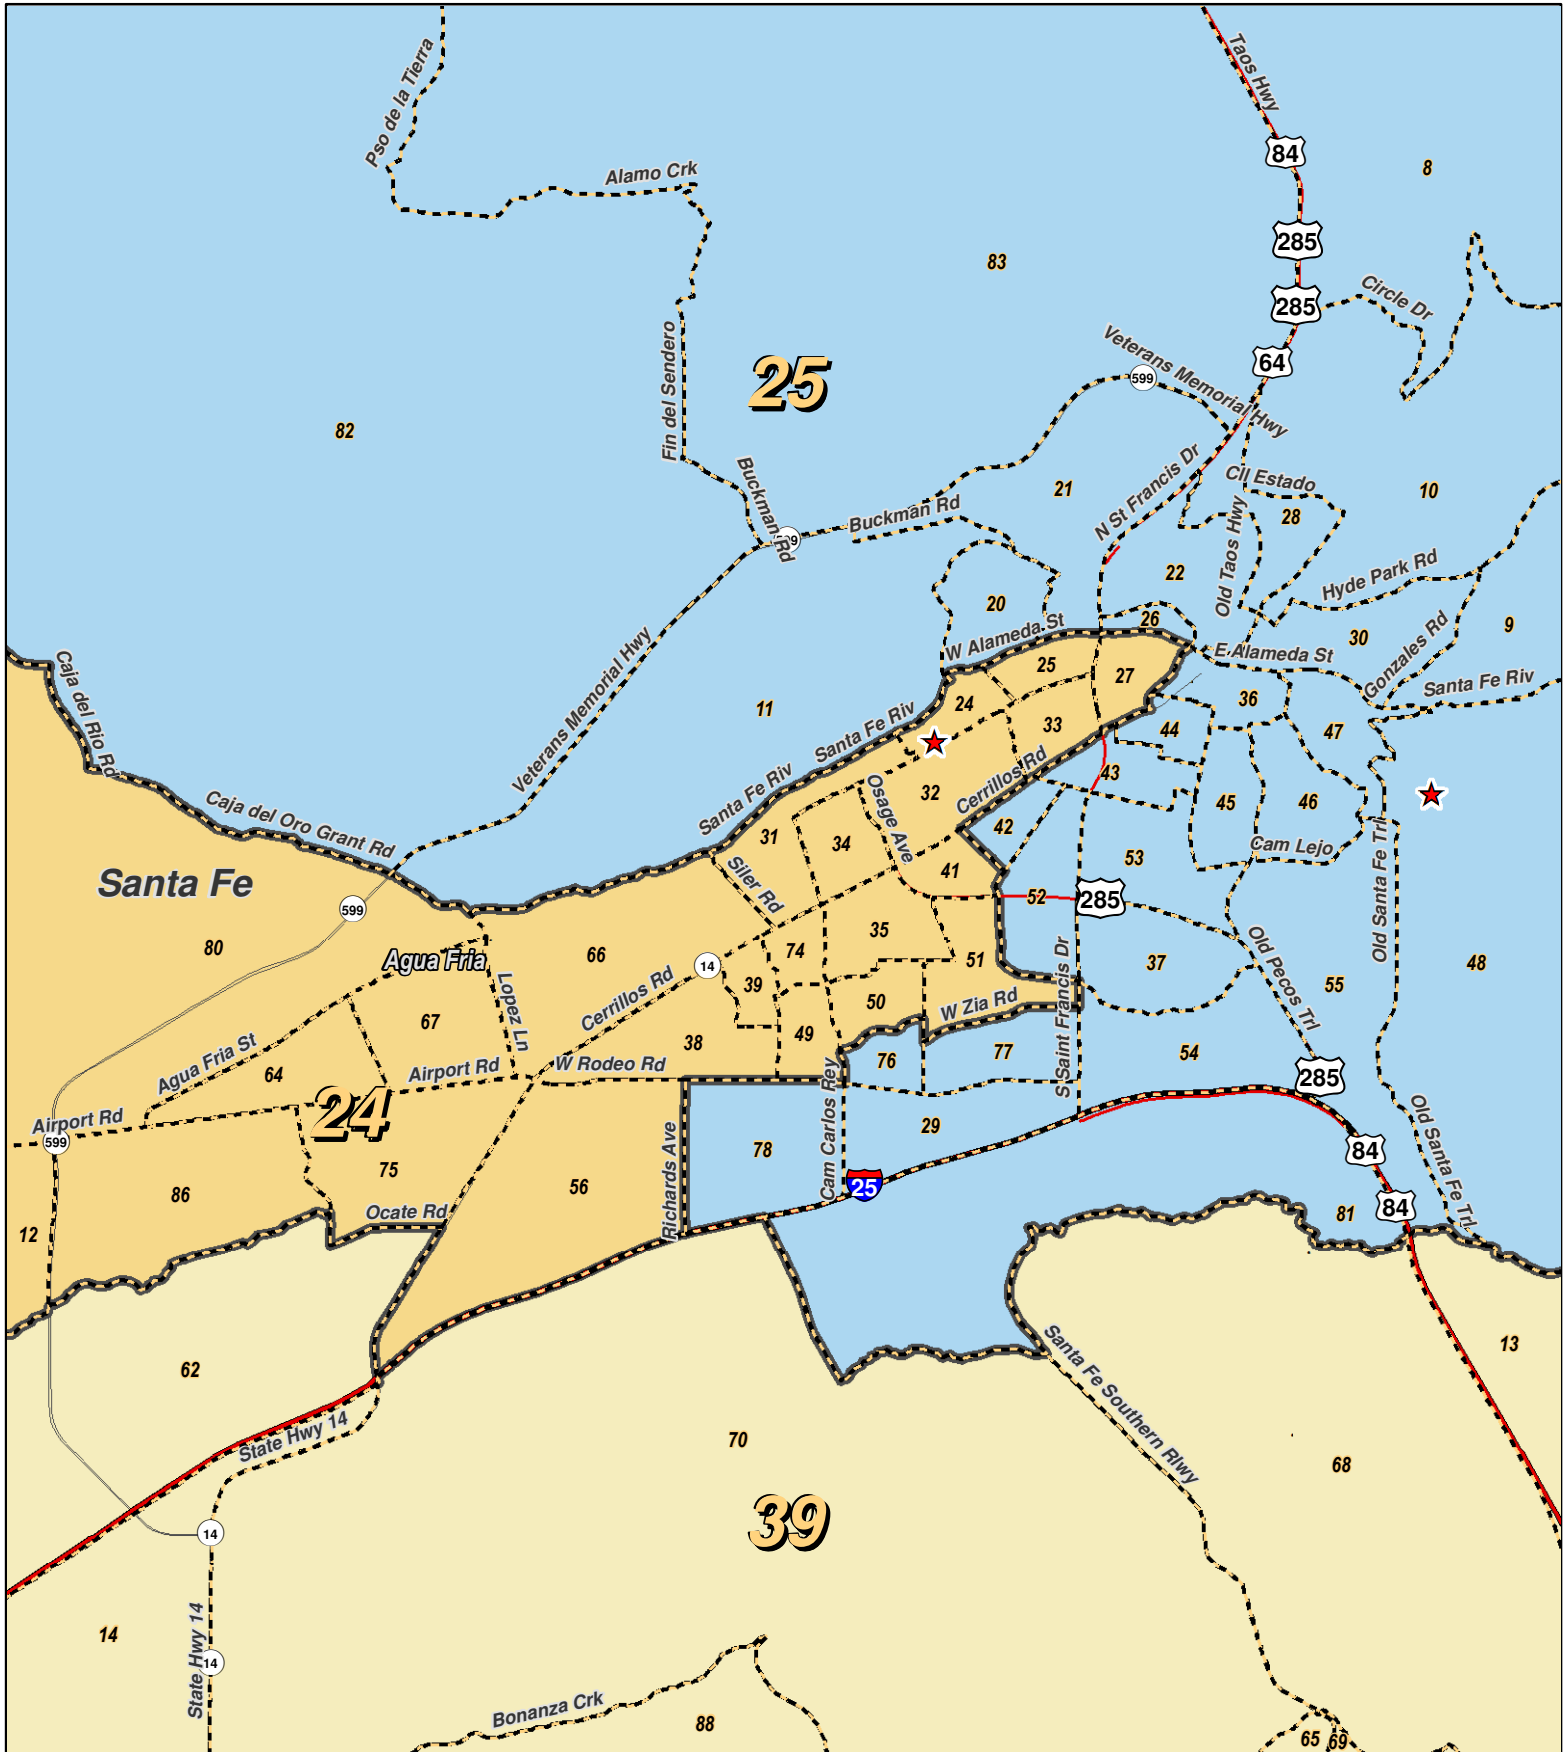 Pso de la Tierra
Taos Hwy
84
8
Alamo Crk
285
83
Circle Dr
285
Fin del Sendero
Veterans Memorial Hwy
64
599
25
82
Buckman Rd
N St Francis Dr
Cll Estado
21
10
Buckman Rd
28
Old Taos Hwy
22
Hyde Park Rd
20
26
9
W Alameda St
30
Gonzales Rd
E Alameda St
Caja del Rio Rd
Veterans Memorial Hwy
25
27
Santa Fe Riv
36
11
24
Santa Fe Riv
33
44
47
Santa Fe Riv
43
Cerrillos Rd
32
45
46
Caja del Oro Grant Rd
Osage Ave
42
31
34
Cam Lejo
53
Old Santa Fe Trl
Santa Fe
Siler Rd
41
52
285
599
35
80
Agua Fria
66
74
51
Old Pecos Trl
14
37
48
39
55
Lopez Ln
Cerrillos Rd
50
W Zia Rd
S Saint Francis Dr
67
49
38
76
77
54
Agua Fria St
64
Airport Rd
W Rodeo Rd
285
24
Airport Rd
Cam Carlos Rey
Old Santa Fe Trl
599
29
78
84
Richards Ave
75
25
86
56
84
Ocate Rd
81
12
Santa Fe Southern Rlwy
13
62
State Hwy 14
70
68
39
14
State Hwy 14
14
14
Bonanza Crk
88
65
69